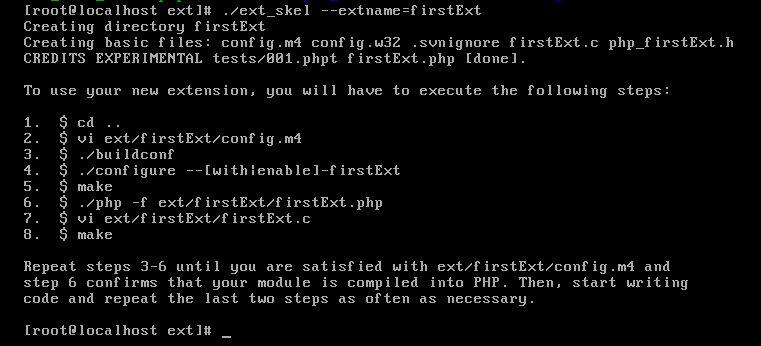 [root@localhost ext]# ./ext_skel --extname=firstExt
Creating directory firstExt
Creating basic files: config.m4 config.w32 .svnignore firstExt.c php_firstExt.h
CREDITS EXPERIMENTAL tests/001.phpt firstExt.php [done].
To use your new extension, you will have to execute the following steps:
1.  $ cd ..
2.  $ vi ext/firstExt/config.m4
3.  $ ./buildconf
4.  $ ./configure --[with|enable]-firstExt
5.  $ make
6.  $ ./php -f ext/firstExt/firstExt.php
7.  $ vi ext/firstExt/firstExt.c
8.  $ make
Repeat steps 3-6 until you are satisfied with ext/firstExt/config.m4 and
step 6 confirms that your module is compiled into PHP. Then, start writing
code and repeat the last two steps as often as necessary.
[root@localhost ext]# _